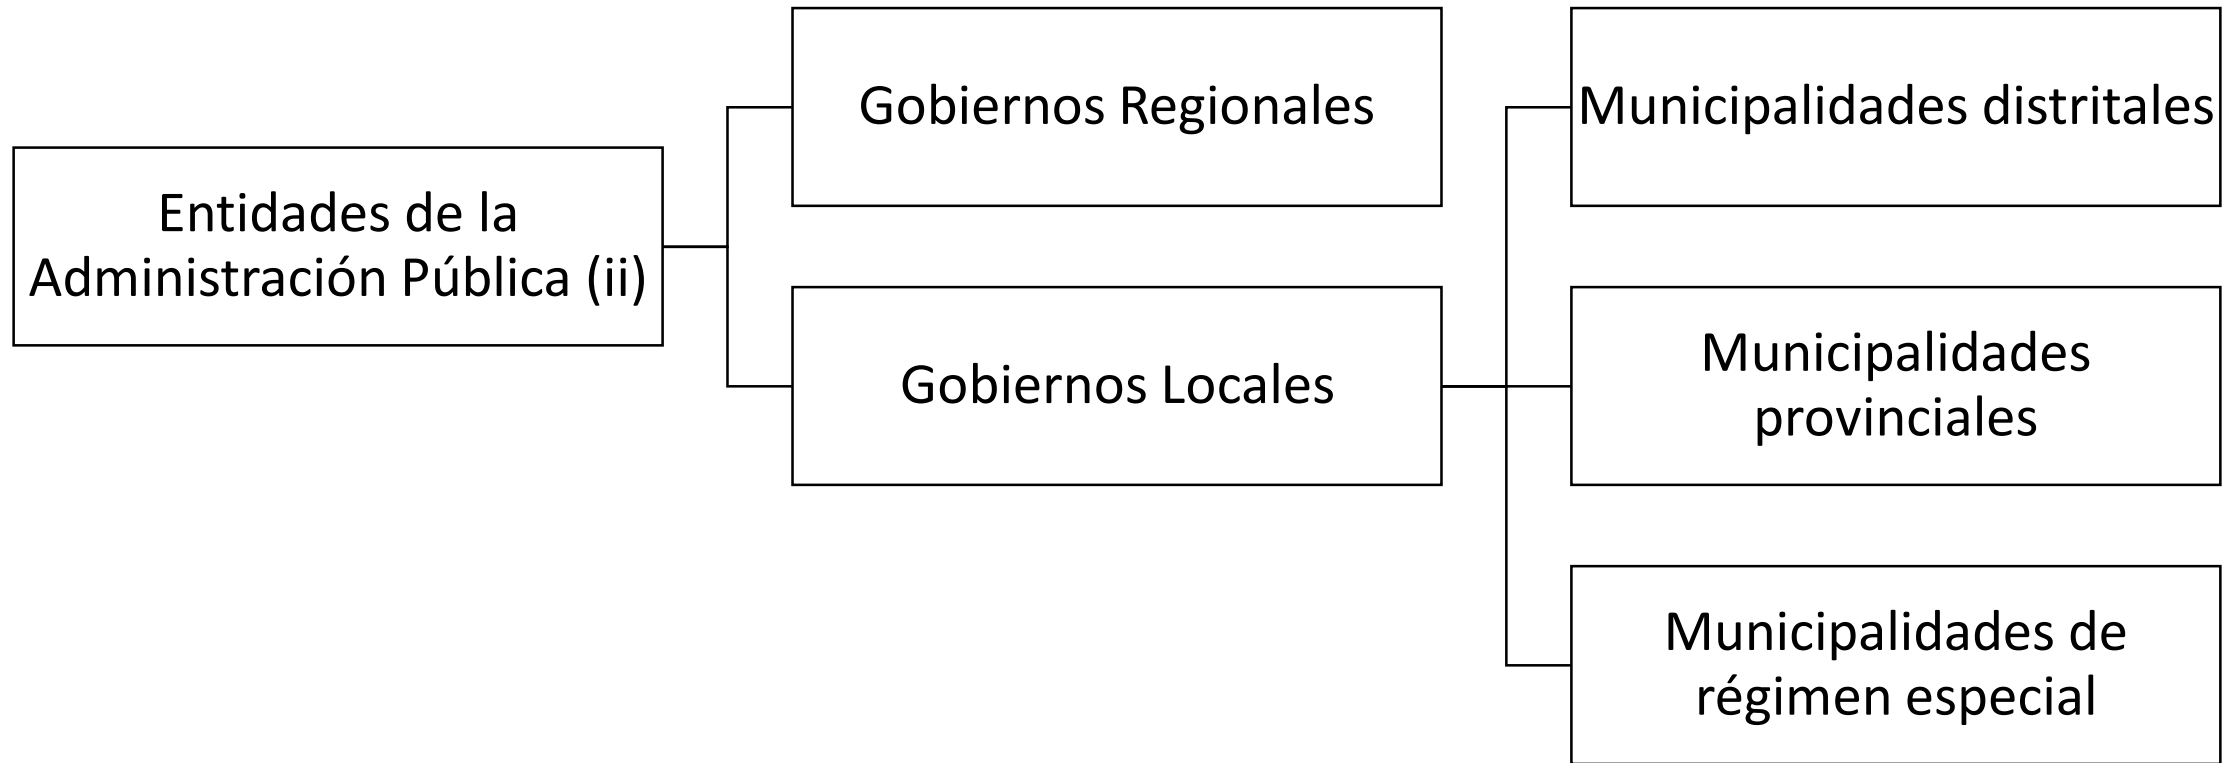 Entidades de la
Administración Pública (ii)
Gobiernos Regionales
Gobiernos Locales
Municipalidades distritales
Municipalidades
provinciales
Municipalidades de
régimen especial